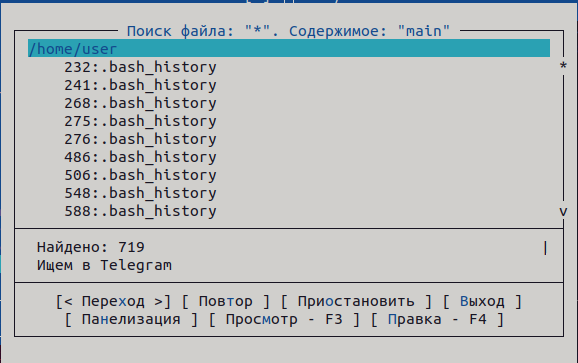 Поиск файла: "*". Содержимое: "main"
/home/user
232:.bash_history
241:.bash_history
268:.bash_history
275:.bash_history
276:.bash_history
486:.bash_history
506:.bash_history
548:.bash_history
588:.bash_history
Найдено: 719
Ищем в Telegram
[< Переход >] [ Повтор ] [ Приостановить ] [ Выход ]
[ Панелизация ] [ Просмотр - F3 ] [ Правка - F4 ]